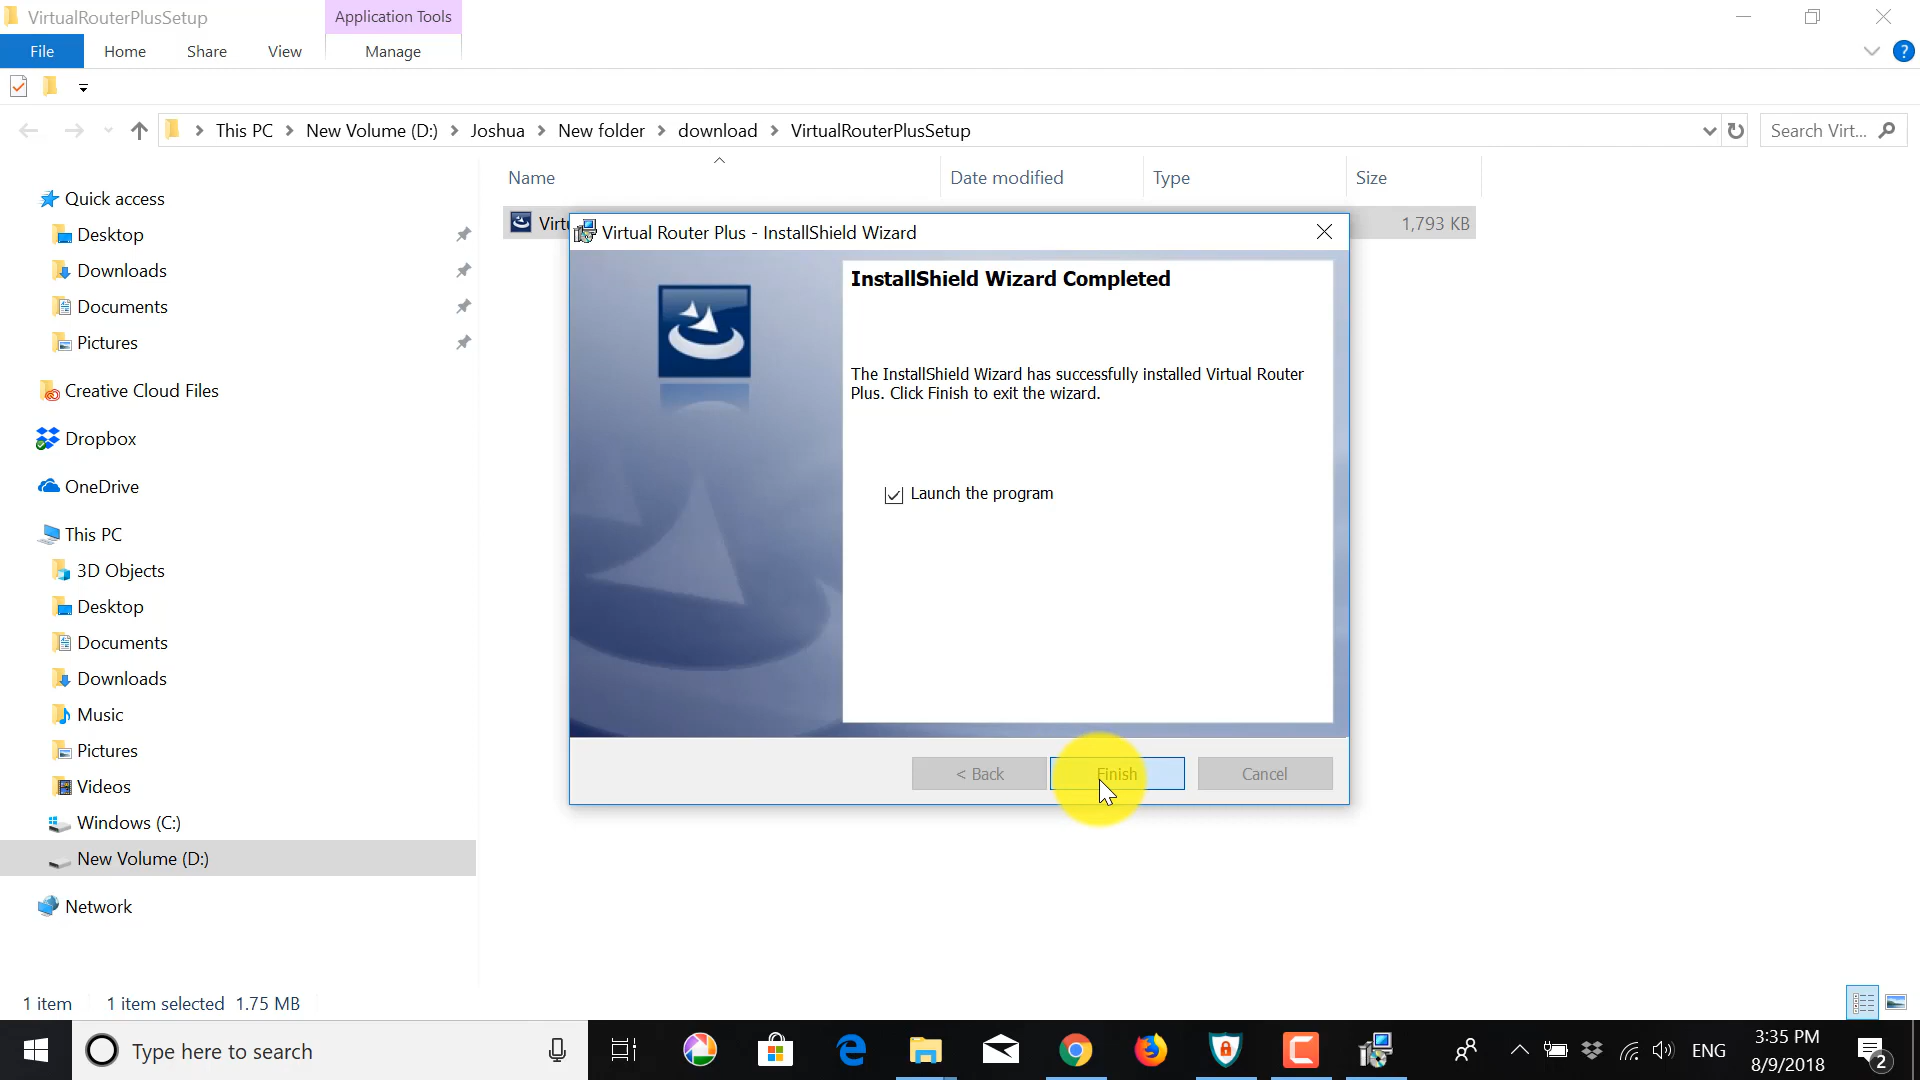 VirtualRouterPlusSetup
Application Tools
File
Home
Share
View
Manage
?
This PC
New Volume (D:)
Joshua
New folder
download
VirtualRouterPlusSetup
Search Virt...
Name
Date modified
Type
Size
Quick access
Desktop
Downloads
Documents
Pictures
Creative Cloud Files
Dropbox
OneDrive
This PC
3D Objects
Desktop
Documents
Downloads
Music
Pictures
Videos
Windows (C:)
New Volume (D:)
Network
Virtu
1,793 KB
Virtual Router Plus - InstallShield Wizard
InstallShield Wizard Completed
The InstallShield Wizard has successfully installed Virtual Router
Plus. Click Finish to exit the wizard.
Launch the program
< Back
Finish
Cancel
1 item
1 item selected 1.75 MB
Type here to search
ENG
3:35 PM
8/9/2018
2